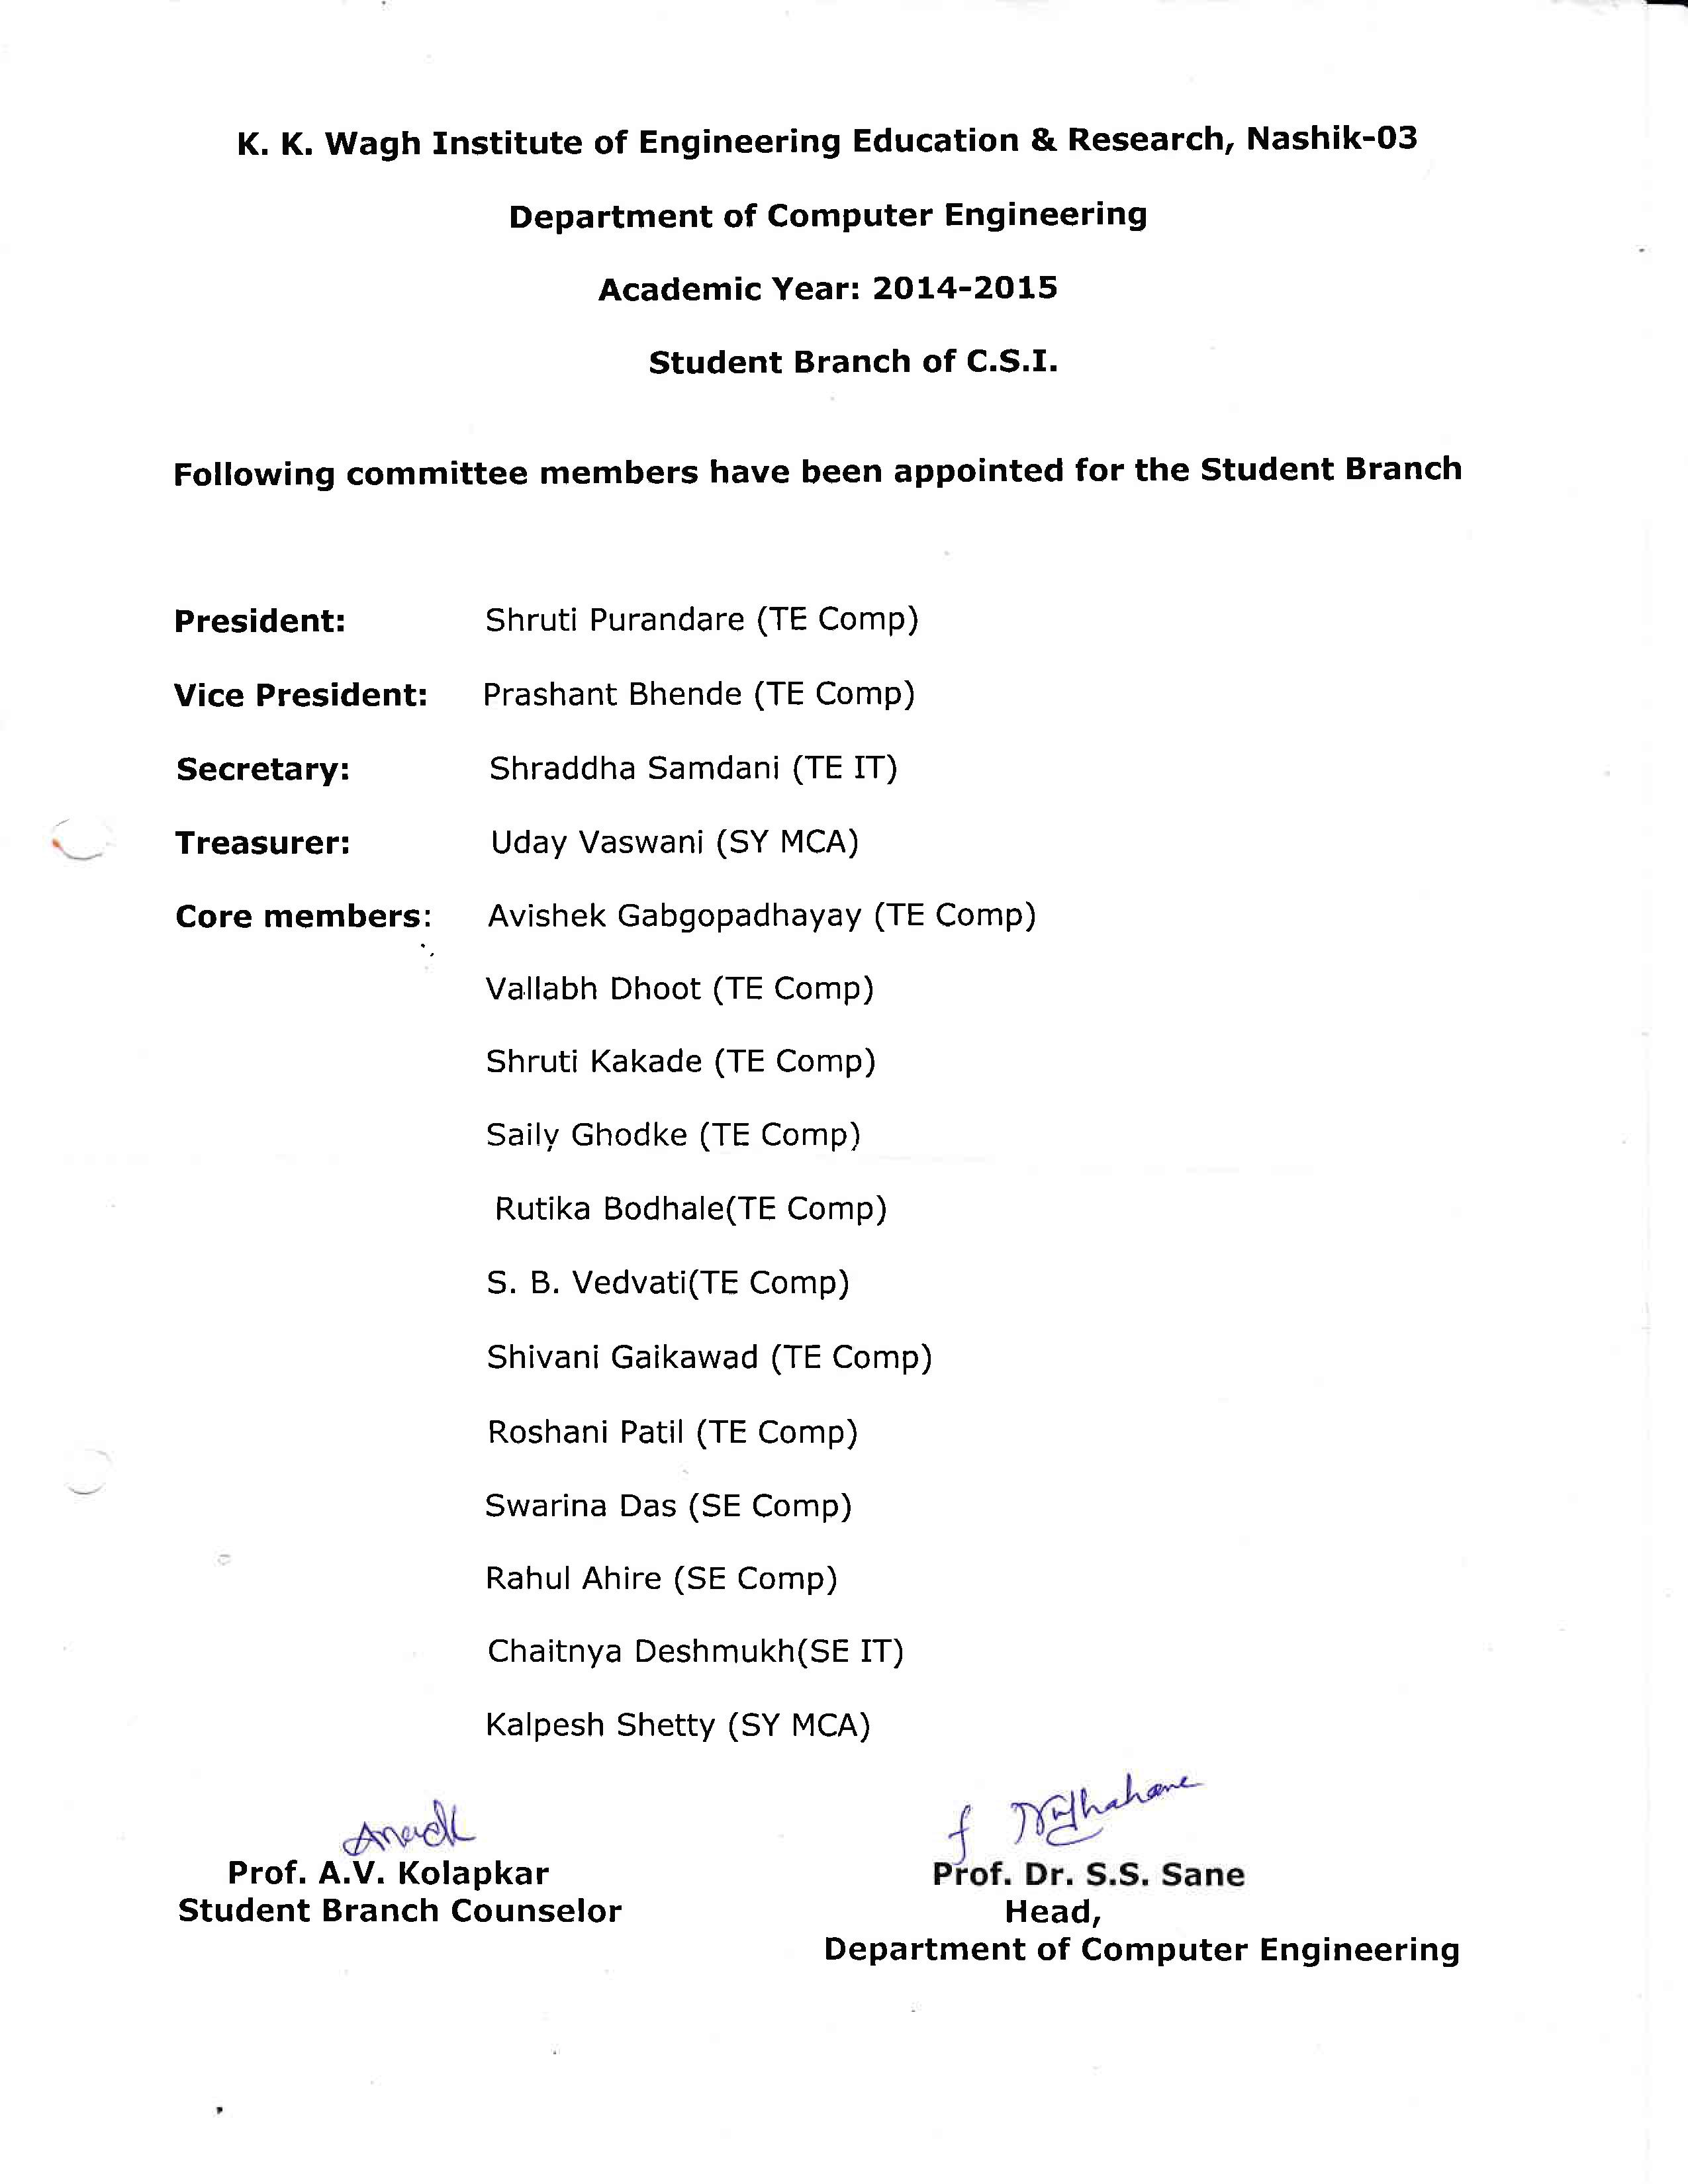 K. K. Wagh Institute of Engineering Education & Research, Nashik-03
Department of Computer Engineering
Academic Year: 2014-2015
Student Branch of C.S.I.
Following committee members have been appointed for the Student Branch
President: Shruti Purandare (TE Comp)
Vice President: Prashant Bhende (TE Comp)
Secretary: Shraddha Samdani (TE IT)
Treasurer: Uday Vaswani (SY MCA)
Core members: Avishek Gabgopadhayay (TE Comp)
Vallabh Dhoot (TE Comp)
Shruti Kakade (TE Comp)
Saily Ghodke (TE Comp)
Rutika Bodhale(TE Comp)
S. B. Vedvati(TE Comp)
Shivani Gaikawad (TE Comp)
Roshani Patil (TE Comp)
Swarina Das (SE Comp)
Rahul Ahire (SE Comp)
Chaitnya Deshmukh(SE IT)
Kalpesh Shetty (SY MCA)
Prof. A.V. Kolapkar Prof. Dr. S.S. Sane
Student Branch Counselor Head,
Department of Computer Engineering